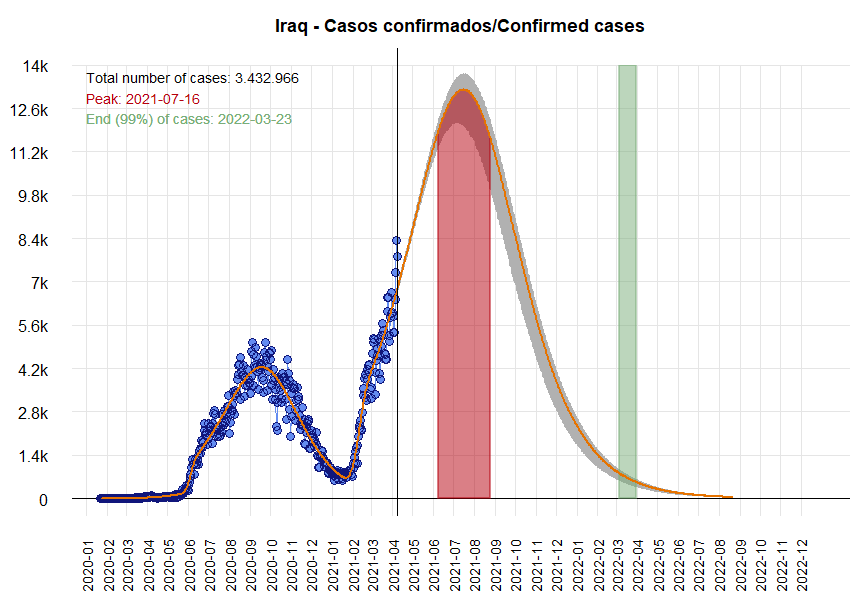 Iraq - Casos confirmados/Confirmed cases
Total number of cases: 3.432.966
Peak: 2021-07-16
End (99%) of cases: 2022-03-23
14k
12.6k
11.2k
9.8k
8.4k
7k
5.6k
4.2k
2.8k
1.4k
0
2020-01
2020-02
2020-03
2020-04
2020-05
2020-06
2020-07
2020-08
2020-09
2020-10
2020-11
2020-12
2021-01
2021-02
2021-03
2021-04
2021-05
2021-06
2021-07
2021-08
2021-09
2021-10
2021-11
2021-12
2022-01
2022-02
2022-03
2022-04
2022-05
2022-06
2022-07
2022-08
2022-09
2022-10
2022-11
2022-12